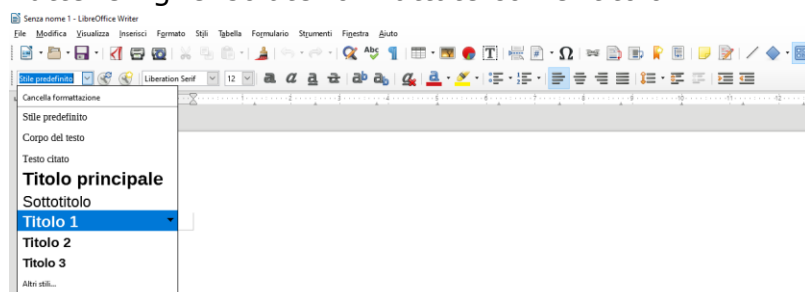 Senza nome 1 - LibreOffice Writer
File Modifica Visualizza Inserisci Formato Stili Tabella Formulario Strumenti Finestra Aiuto
Stile predefinito Liberation Serif 12
Cancella formattazione
Stile predefinito
Corpo del testo
Testo citato
Titolo principale
Sottotitolo
Titolo 1
Titolo 2
Titolo 3
Altri stili...